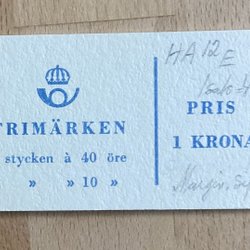 HA 12 E
TRIMÄRKEN
PRIS
stycken à 40 öre
1 KRONA
» » 10 »